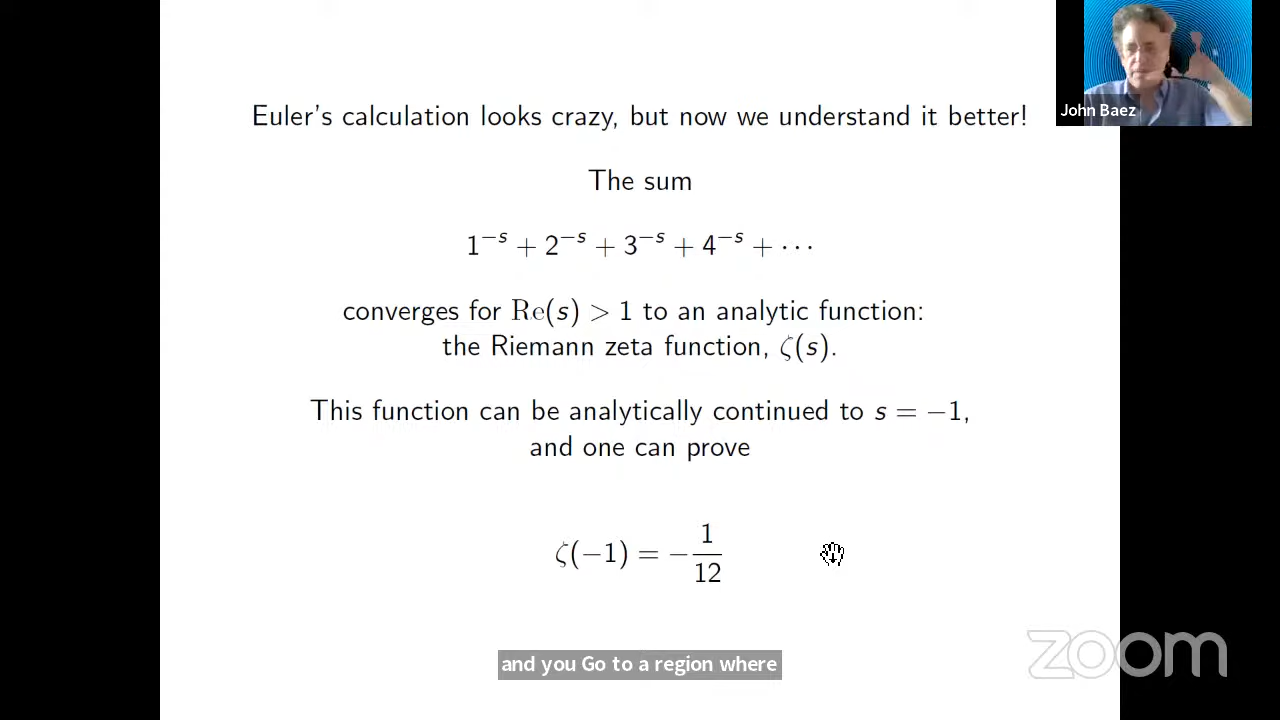 Euler's calculation looks crazy, but now we understand it better!
John Baez
The sum
1⁻ˢ + 2⁻ˢ + 3⁻ˢ + 4⁻ˢ + ⋯
converges for Re(s) > 1 to an analytic function:
the Riemann zeta function, ζ(s).
This function can be analytically continued to s = −1,
and one can prove
ζ(−1) = −1/12
and you Go to a region where
zoom